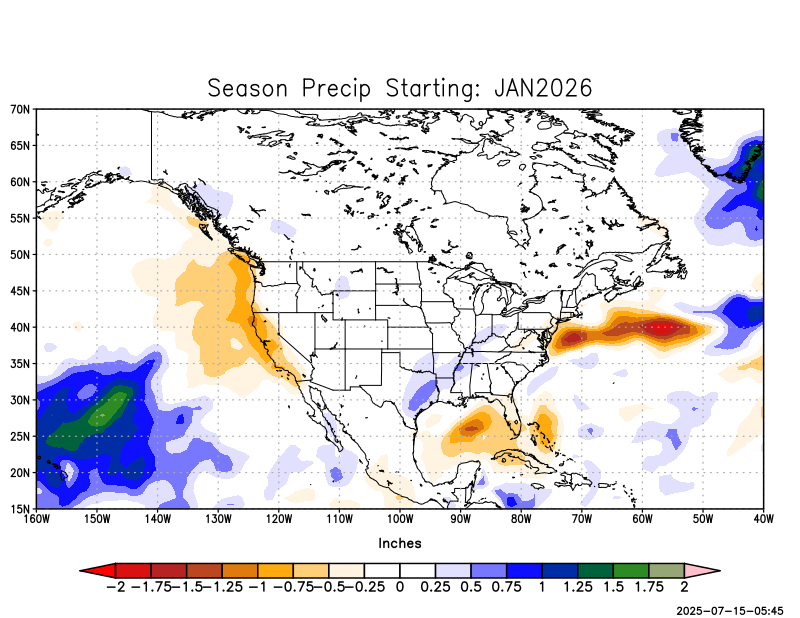 Season Precip Starting: JAN2026
70N
65N
60N
55N
50N
45N
40N
35N
30N
25N
20N
15N
160W 150W 140W 130W 120W 110W 100W 90W 80W 70W 60W 50W 40W
Inches
-2 -1.75 -1.5 -1.25 -1 -0.75 -0.5 -0.25 0 0.25 0.5 0.75 1 1.25 1.5 1.75 2
2025-07-15-05:45